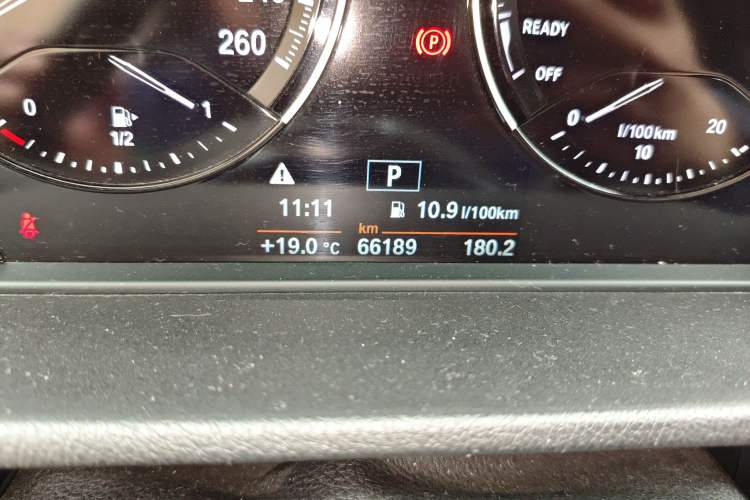 260
READY
OFF
P
0
1
1/2
0
20
l/100km
10
P
11:11
10.9 l/100km
km
+19.0 °C
66189
180.2